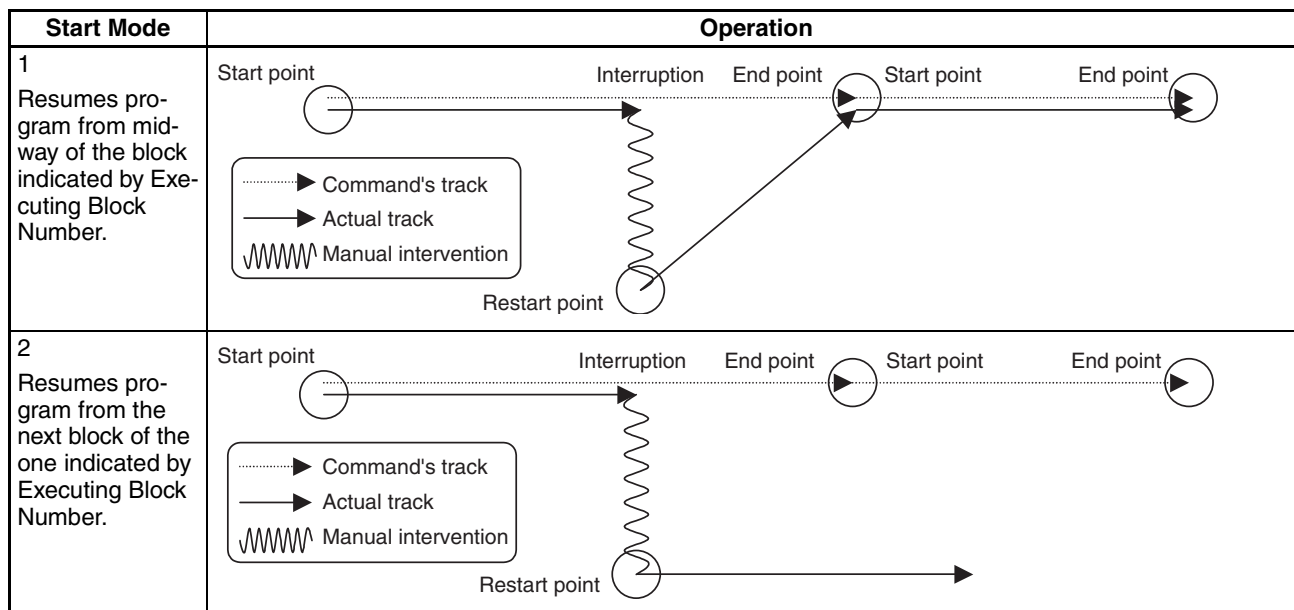 Start Mode
Operation
1
Resumes pro-
gram from mid-
way of the block
indicated by Exe-
cuting Block
Number.
Start point
Interruption
End point
Start point
End point
Command's track
Actual track
Manual intervention
Restart point
2
Resumes pro-
gram from the
next block of the
one indicated by
Executing Block
Number.
Start point
Interruption
End point
Start point
End point
Command's track
Actual track
Manual intervention
Restart point